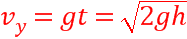 v_y = gt = √(2gh)